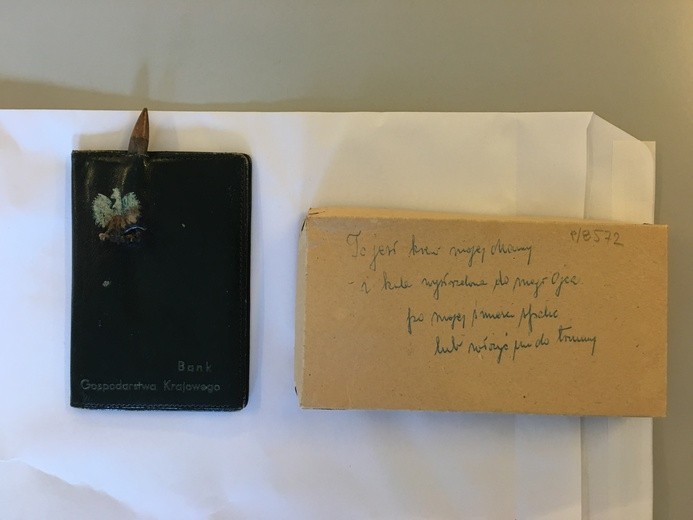 Bank
Gospodarstwa Krajowego
8572
To jest krew mojej Mamy
- i kula wystrzelona do mego Ojca
po mojej śmierci spalić
lub włożyć do trumny